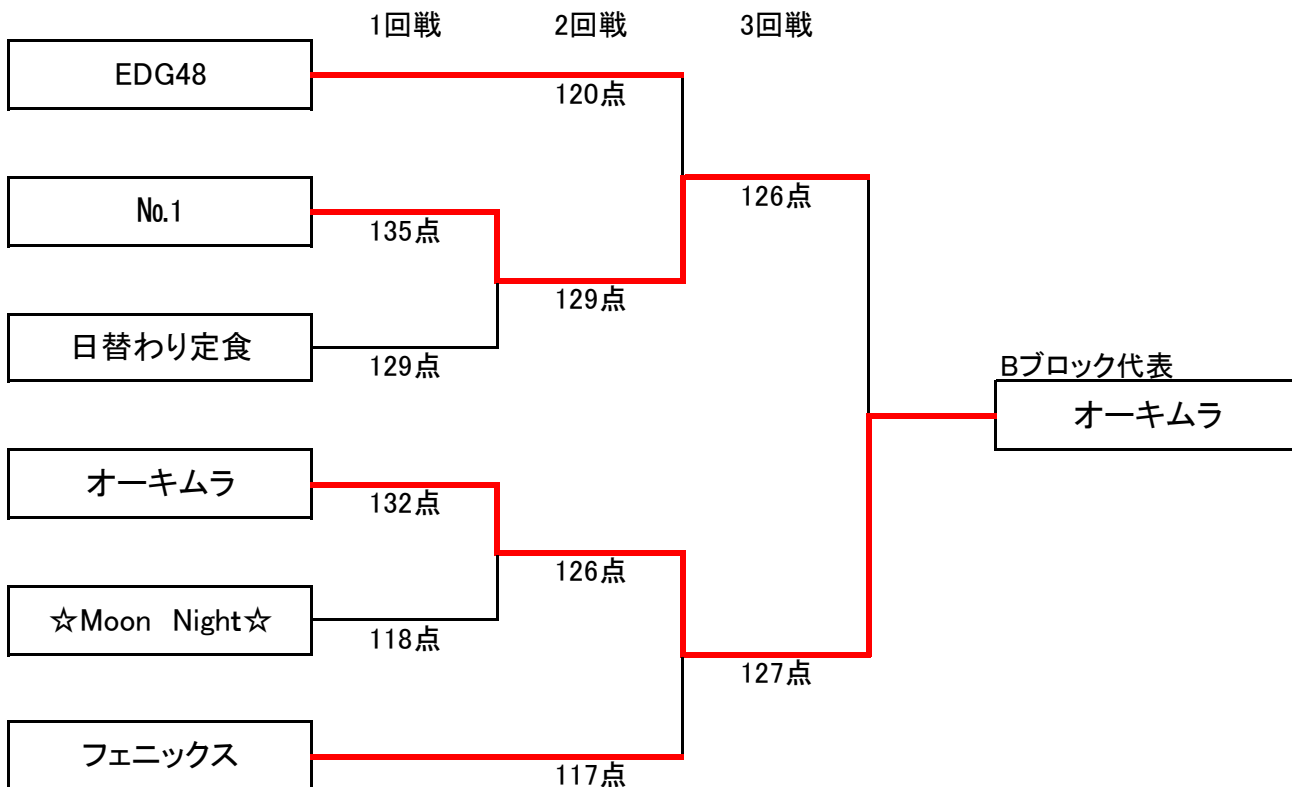 1回戦 2回戦 3回戦
EDG48
120点
126点
№1
135点
129点
日替わり定食
129点
Bブロック代表
オーキムラ
オーキムラ
132点
126点
☆Moon　Night☆
118点
127点
フェニックス
117点